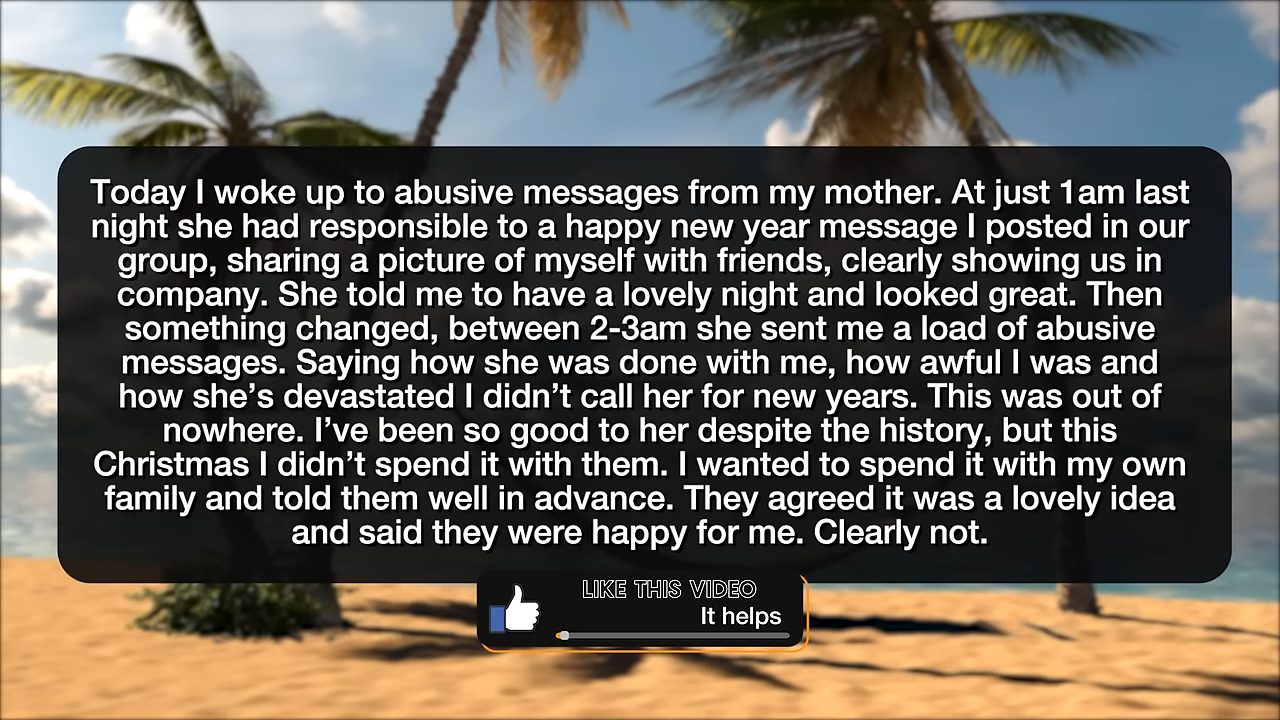 Today I woke up to abusive messages from my mother. At just 1am last
night she had responsible to a happy new year message I posted in our
group, sharing a picture of myself with friends, clearly showing us in
company. She told me to have a lovely night and looked great. Then
something changed, between 2-3am she sent me a load of abusive
messages. Saying how she was done with me, how awful I was and
how she’s devastated I didn’t call her for new years. This was out of
nowhere. I’ve been so good to her despite the history, but this
Christmas I didn’t spend it with them. I wanted to spend it with my own
family and told them well in advance. They agreed it was a lovely idea
and said they were happy for me. Clearly not.
LIKE THIS VIDEO
It helps